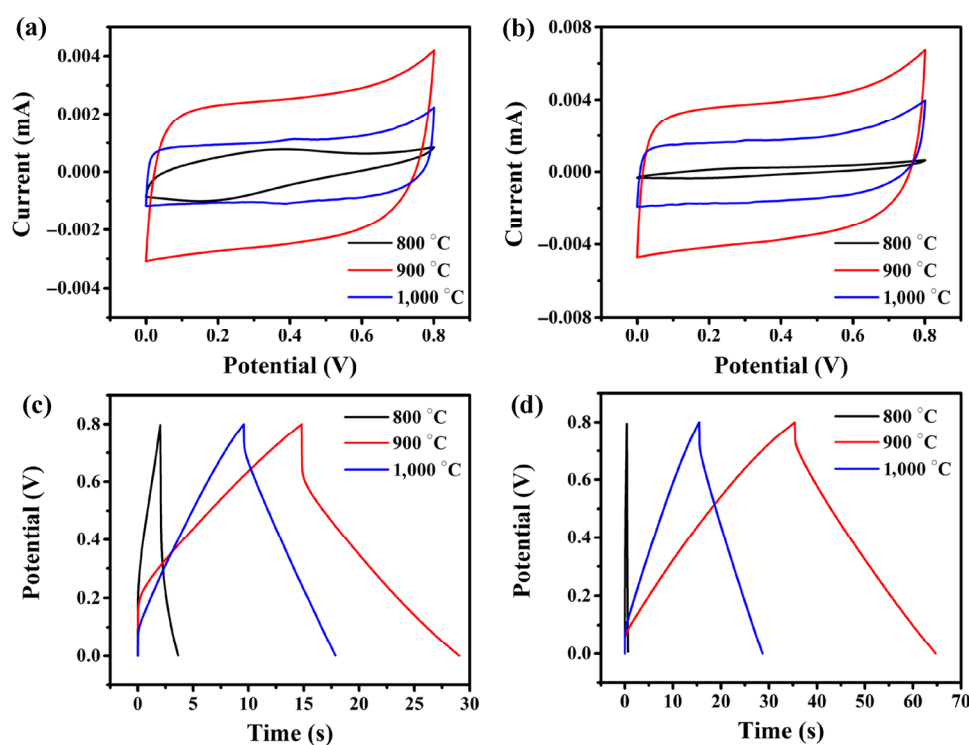 (a)
0.004
0.002
0.000
−0.002
−0.004
Current (mA)
800 °C
900 °C
1,000 °C
0.0 0.2 0.4 0.6 0.8
Potential (V)
(b)
0.008
0.004
0.000
−0.004
−0.008
Current (mA)
800 °C
900 °C
1,000 °C
0.0 0.2 0.4 0.6 0.8
Potential (V)
(c)
0.8
0.6
0.4
0.2
0.0
Potential (V)
800 °C
900 °C
1,000 °C
0 5 10 15 20 25 30
Time (s)
(d)
0.8
0.6
0.4
0.2
0.0
Potential (V)
800 °C
900 °C
1,000 °C
0 10 20 30 40 50 60 70
Time (s)